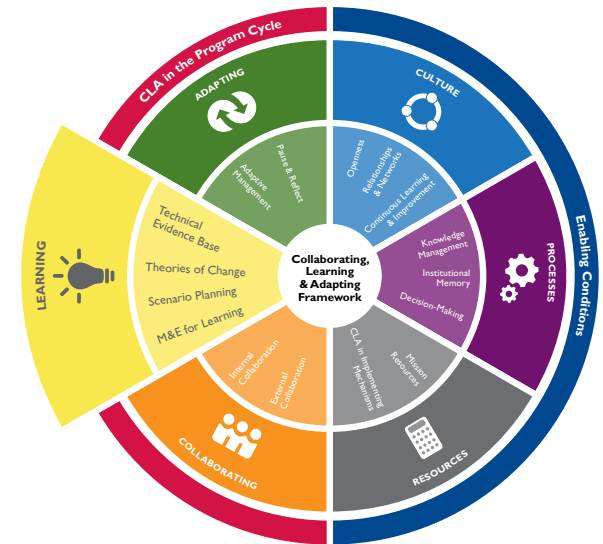 CLA in the Program Cycle
Enabling Conditions
ADAPTING
Adaptive
Management
Pause & Reflect
CULTURE
Openness
Relationships
& Networks
Continuous Learning
& Improvement
PROCESSES
Knowledge
Management
Institutional
Memory
Decision-Making
RESOURCES
Mission
Resources
CLA in Implementing
Mechanisms
COLLABORATING
Internal
Collaboration
External
Collaboration
LEARNING
Technical
Evidence Base
Theories of Change
Scenario Planning
M&E for Learning
Collaborating,
Learning
& Adapting
Framework